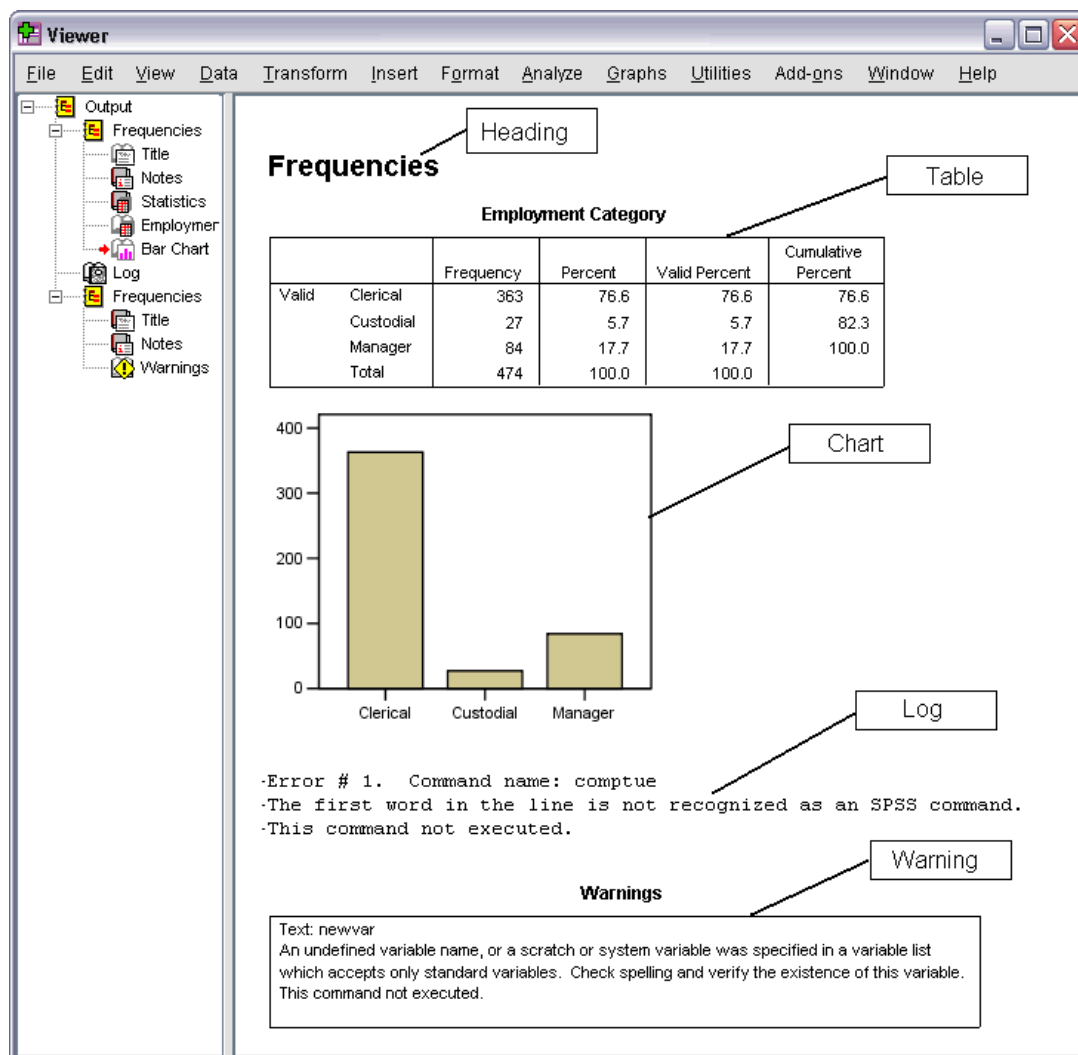 Viewer
File Edit View Data Transform Insert Format Analyze Graphs Utilities Add-ons Window Help
Output
Frequencies
Title
Notes
Statistics
Employmer
Bar Chart
Log
Frequencies
Title
Notes
Warnings
Heading
Frequencies
Table
Employment Category
Frequency Percent Valid Percent Cumulative Percent
Valid Clerical 363 76.6 76.6 76.6
Custodial 27 5.7 5.7 82.3
Manager 84 17.7 17.7 100.0
Total 474 100.0 100.0
Chart
400
300
200
100
0
Clerical Custodial Manager
Log
-Error # 1. Command name: comptue
-The first word in the line is not recognized as an SPSS command.
-This command not executed.
Warning
Warnings
Text: newvar
An undefined variable name, or a scratch or system variable was specified in a variable list
which accepts only standard variables. Check spelling and verify the existence of this variable.
This command not executed.